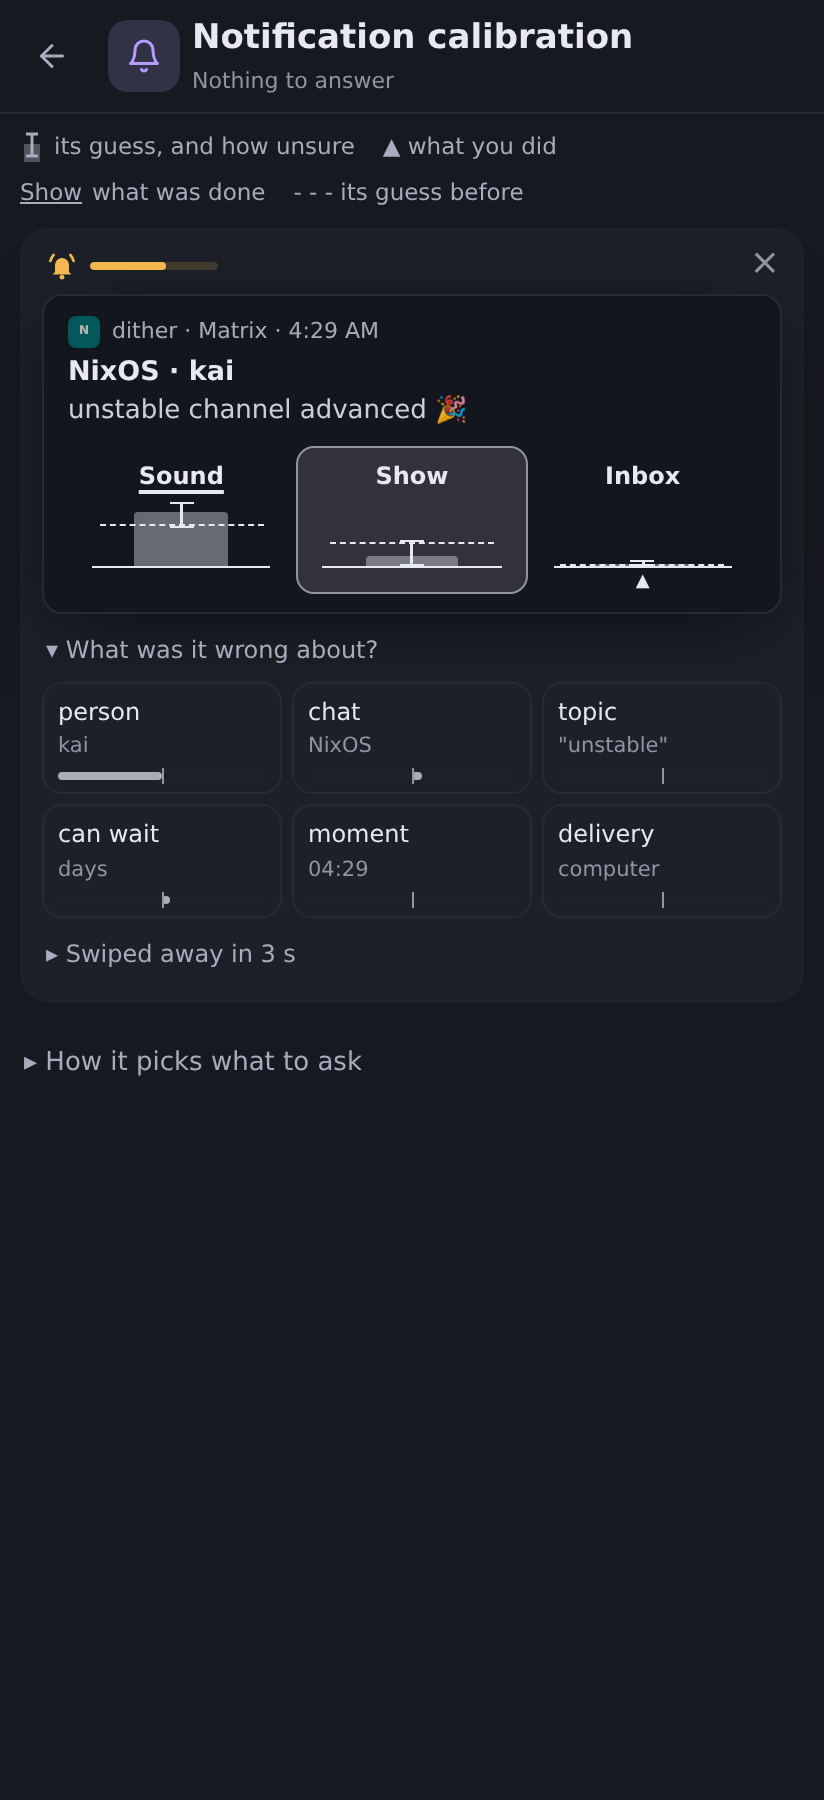 Notification calibration
Nothing to answer
its guess, and how unsure ▲ what you did
Show what was done - - - its guess before
N dither · Matrix · 4:29 AM
NixOS · kai
unstable channel advanced 🎉
Sound Show Inbox
▲
▾ What was it wrong about?
person chat topic
kai NixOS "unstable"
can wait moment delivery
days 04:29 computer
▸ Swiped away in 3 s
▸ How it picks what to ask